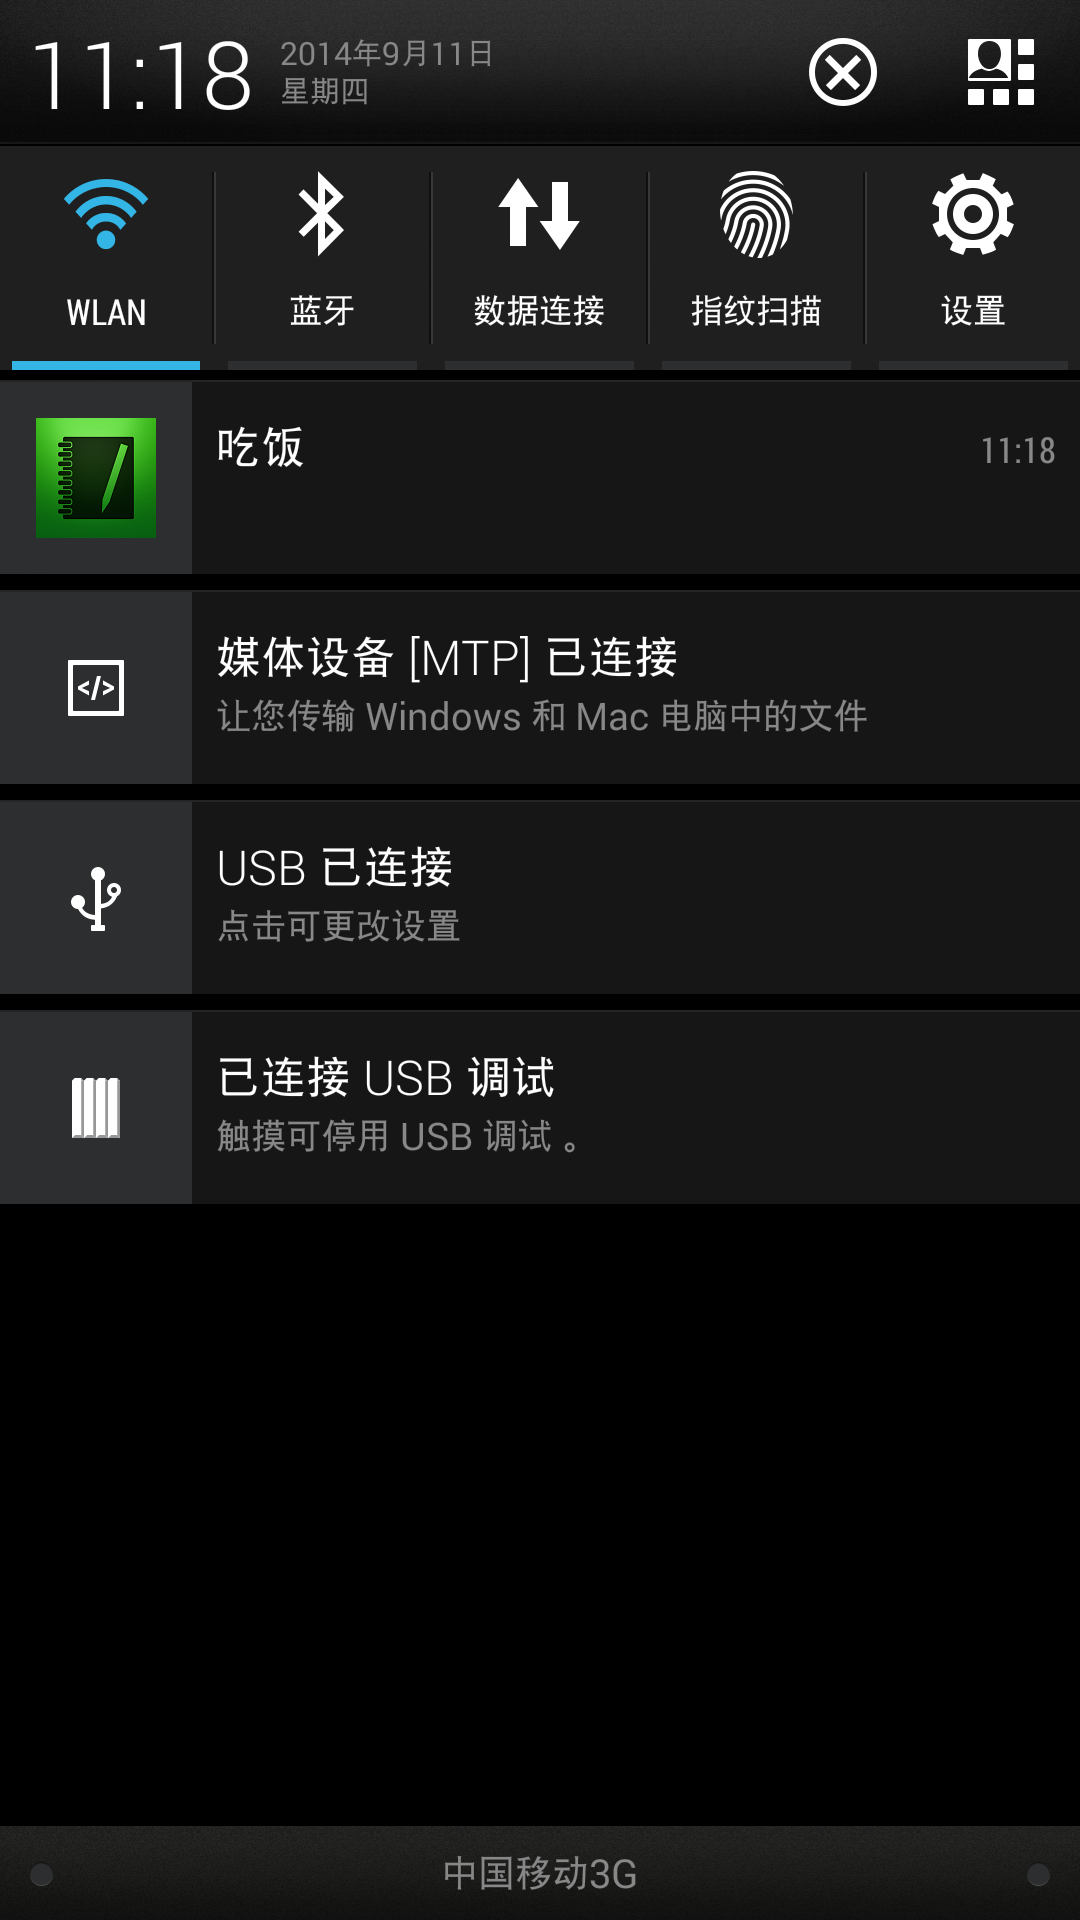 11:18
2014年9月11日
星期四
WLAN
蓝牙
数据连接
指纹扫描
设置
吃饭
11:18
媒体设备 [MTP] 已连接
让您传输 Windows 和 Mac 电脑中的文件
USB 已连接
点击可更改设置
已连接 USB 调试
触摸可停用 USB 调试 。
中国移动3G